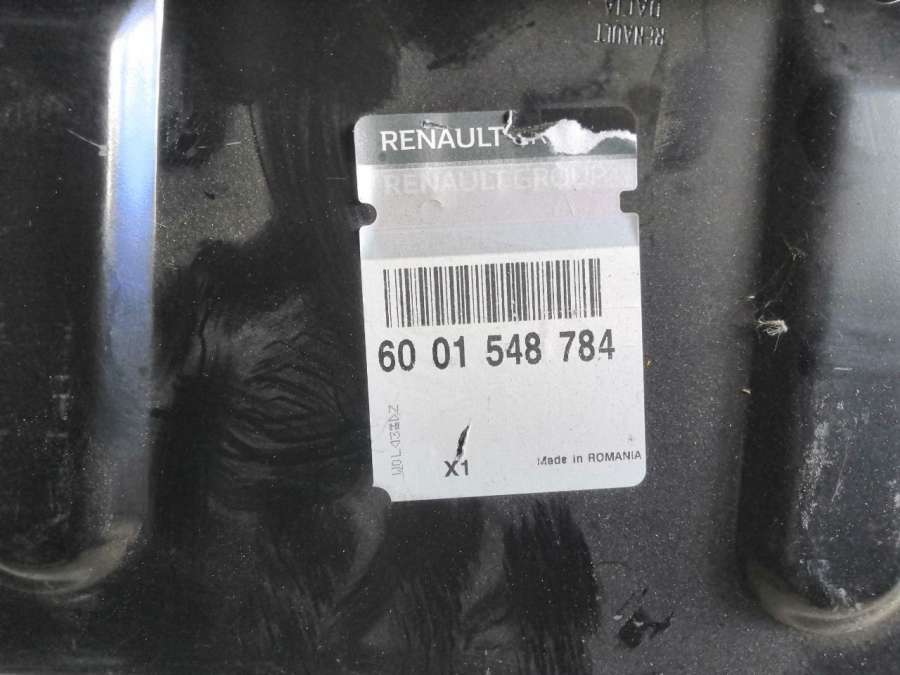 RENAULT
DACIA
RENAULT
RENAULT GROUP
60 01 548 784
X1
Made in ROMANIA